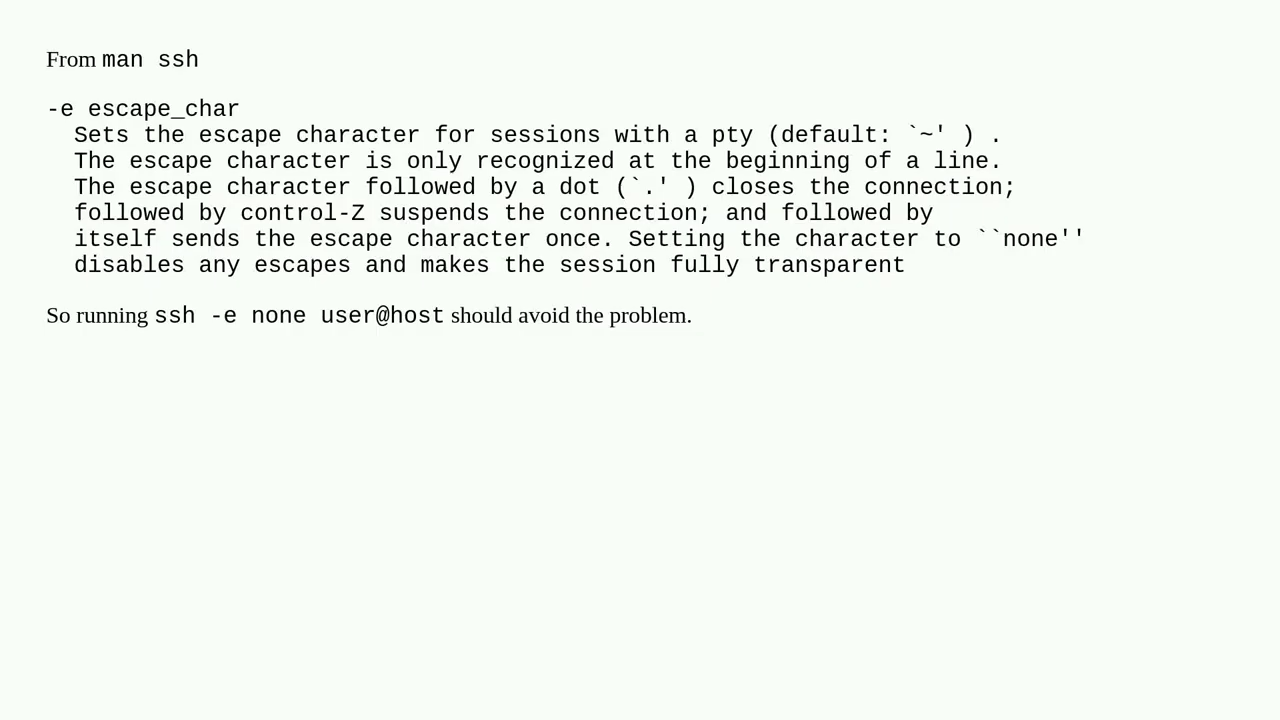 From man ssh
-e escape_char
Sets the escape character for sessions with a pty (default: `~' ) .
The escape character is only recognized at the beginning of a line.
The escape character followed by a dot (`.' ) closes the connection;
followed by control-Z suspends the connection; and followed by
itself sends the escape character once. Setting the character to ``none''
disables any escapes and makes the session fully transparent
So running ssh -e none user@host should avoid the problem.